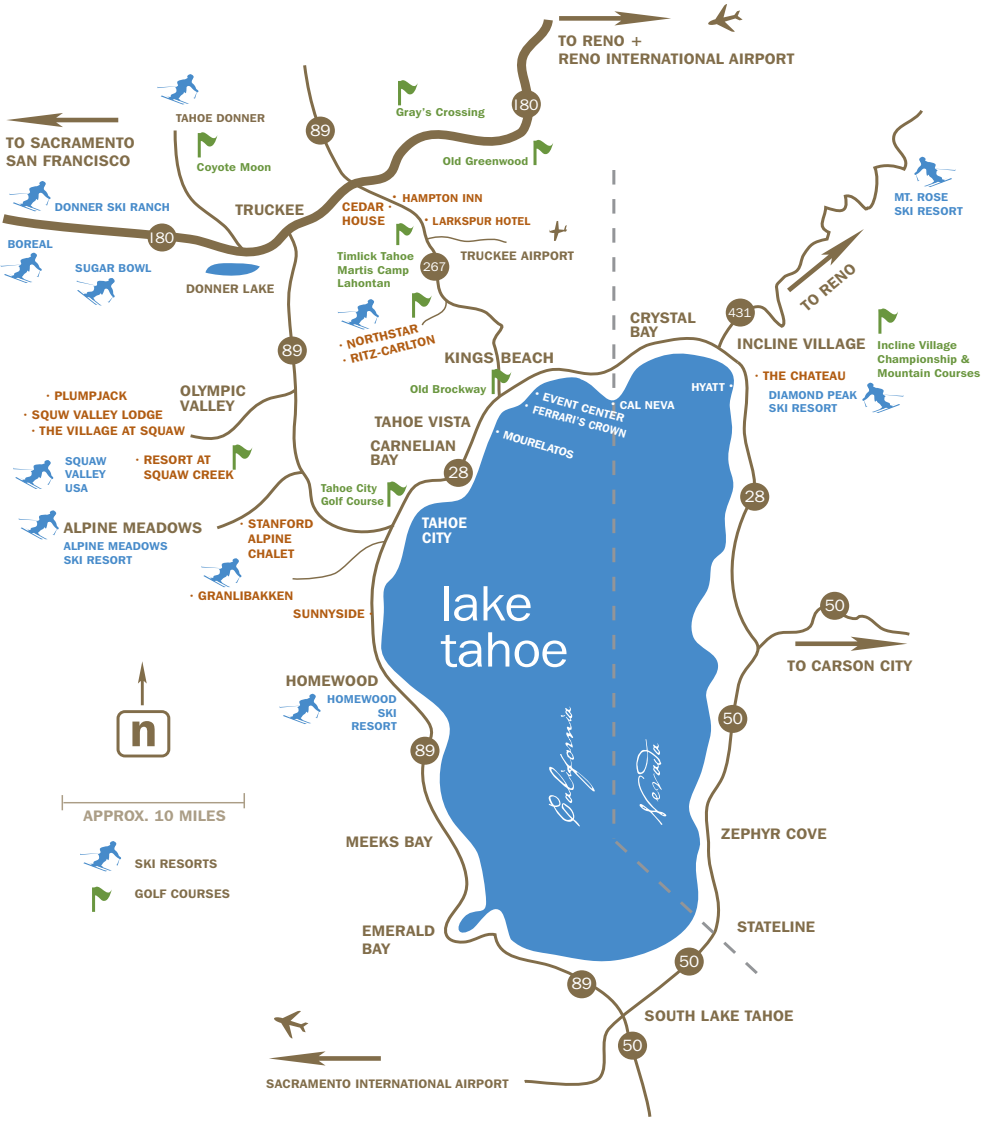 TO RENO +
RENO INTERNATIONAL AIRPORT
TAHOE DONNER
Gray's Crossing
180
89
TO SACRAMENTO
SAN FRANCISCO
Coyote Moon
Old Greenwood
DONNER SKI RANCH
TRUCKEE
CEDAR
HOUSE
· HAMPTON INN
· LARKSPUR HOTEL
MT. ROSE
SKI RESORT
180
BOREAL
SUGAR BOWL
DONNER LAKE
Timlick Tahoe
Martis Camp
Lahontan
267
TRUCKEE AIRPORT
TO RENO
· NORTHSTAR
· RITZ-CARLTON
CRYSTAL
BAY
431
INCLINE VILLAGE
Incline Village
Championship &
Mountain Courses
89
KINGS BEACH
Old Brockway
HYATT ·
· THE CHATEAU
DIAMOND PEAK
SKI RESORT
· PLUMPJACK
· SQUW VALLEY LODGE
· THE VILLAGE AT SQUAW
OLYMPIC
VALLEY
· EVENT CENTER
· FERRARI'S CROWN
· CAL NEVA
TAHOE VISTA
· MOURELATOS
CARNELIAN
BAY
SQUAW
VALLEY
USA
· RESORT AT
SQUAW CREEK
28
Tahoe City
Golf Course
28
ALPINE MEADOWS
ALPINE MEADOWS
SKI RESORT
· STANFORD
ALPINE
CHALET
TAHOE
CITY
· GRANLIBAKKEN
SUNNYSIDE ·
lake
tahoe
50
TO CARSON CITY
HOMEWOOD
HOMEWOOD
SKI
RESORT
n
50
89
California
Nevada
APPROX. 10 MILES
MEEKS BAY
ZEPHYR COVE
SKI RESORTS
GOLF COURSES
EMERALD
BAY
STATELINE
50
89
SOUTH LAKE TAHOE
50
SACRAMENTO INTERNATIONAL AIRPORT